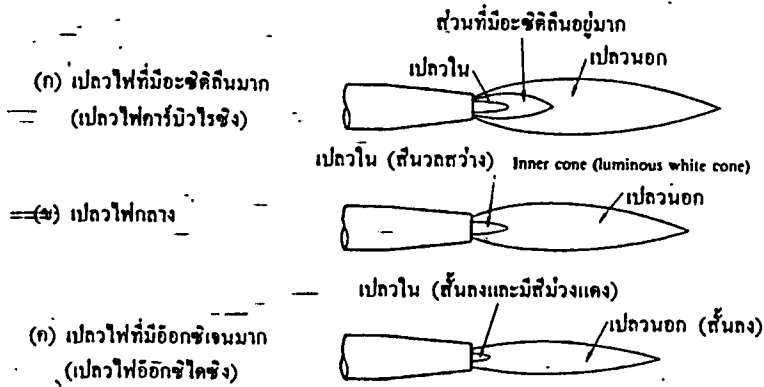 ส่วนที่มีอะซิติลีนอยู่มาก
เปลวใน
เปลวนอก
(ก) เปลวไฟที่มีอะซิติลีนมาก
(เปลวไฟคาร์บิวไรซิง)
เปลวใน (สีนวลสว่าง) Inner cone (luminous white cone)
เปลวนอก
(ข) เปลวไฟกลาง
เปลวใน (สั้นลงและมีสีม่วงแดง)
เปลวนอก (สั้นลง)
(ค) เปลวไฟที่มีอ๊อกซิเจนมาก
(เปลวไฟอ๊อกซิไดซิง)